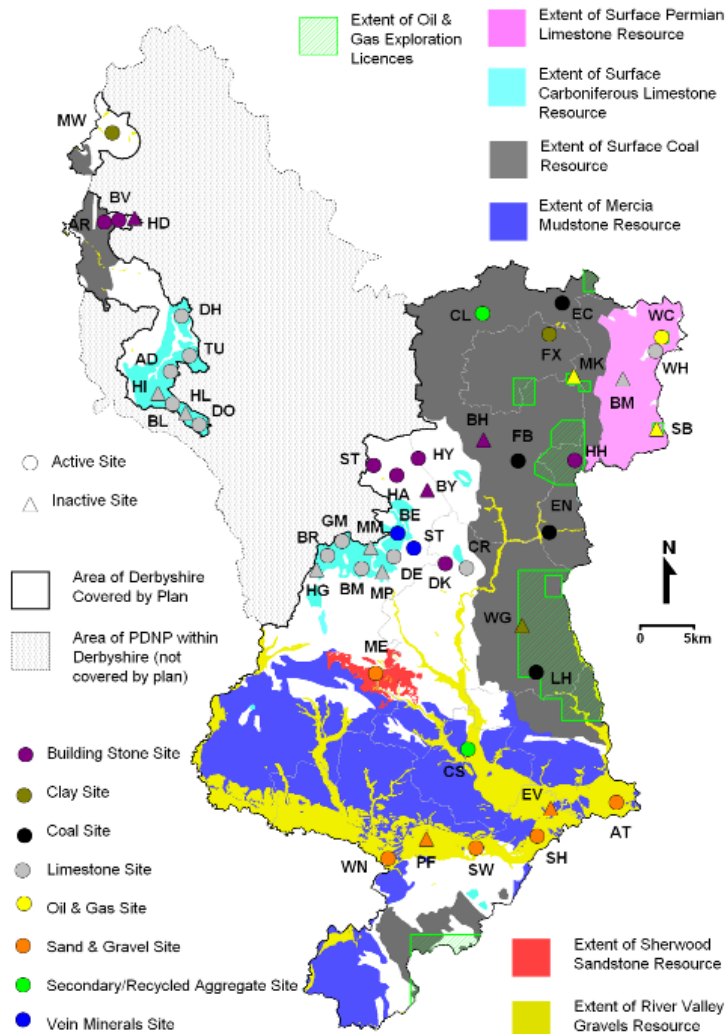 Extent of Oil &
Gas Exploration
Licences
Extent of Surface Permian
Limestone Resource
Extent of Surface
Carboniferous Limestone
Resource
Extent of Surface Coal
Resource
Extent of Mercia
Mudstone Resource
MW
BV
AR
HD
DH
TU
AD
HI
HL
BL
DO
CL
EC
WC
FX
MK
WH
BM
BH
FB
SB
HH
ST
HY
HA
BY
EN
Active Site
Inactive Site
GM
MM
BE
ST
CR
BR
HG
BM
MP
DE
DK
N
0
5km
WG
Area of Derbyshire
Covered by Plan
Area of PDNP within
Derbyshire (not
covered by plan)
ME
LH
CS
EV
AT
WN
PF
SW
SH
Building Stone Site
Clay Site
Coal Site
Limestone Site
Oil & Gas Site
Sand & Gravel Site
Secondary/Recycled Aggregate Site
Vein Minerals Site
Extent of Sherwood
Sandstone Resource
Extent of River Valley
Gravels Resource